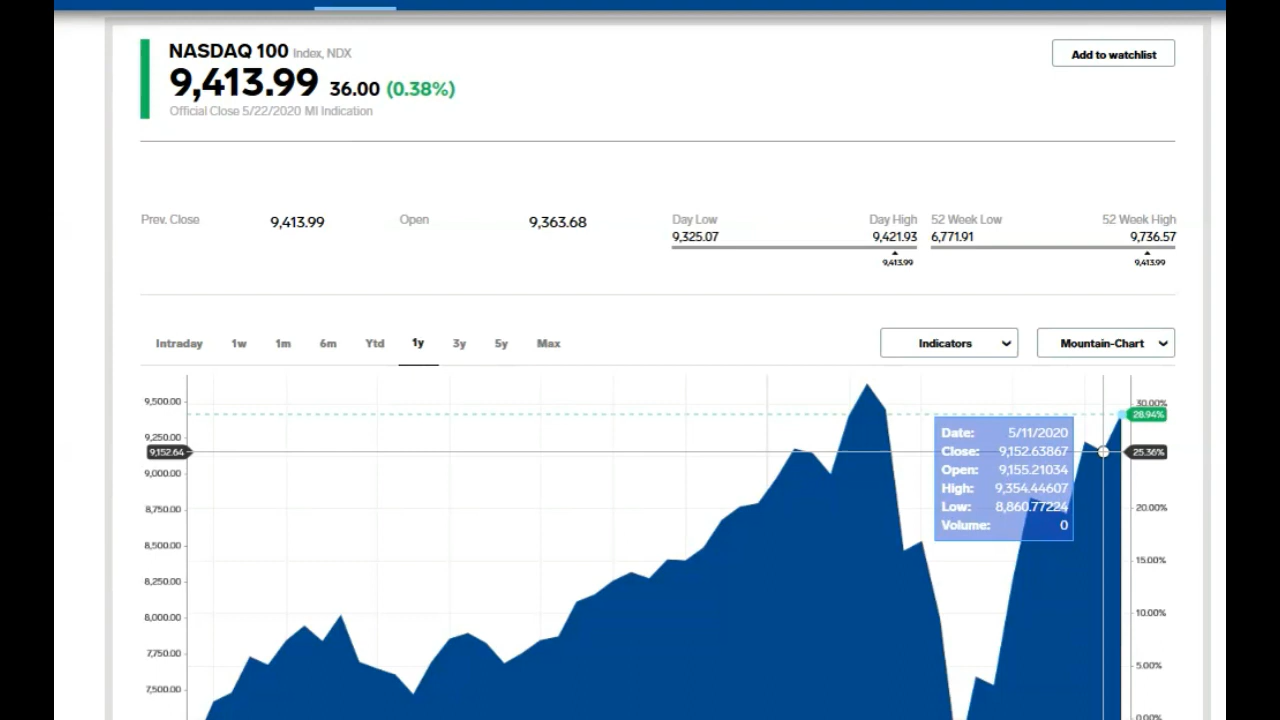 NASDAQ 100 Index, NDX
9,413.99 36.00 (0.38%)
Official Close 5/22/2020 MI Indication
Add to watchlist
Prev. Close 9,413.99 Open 9,363.68
Day Low Day High
9,325.07 9,421.93
9,413.99
52 Week Low 52 Week High
6,771.91 9,736.57
9,413.99
Intraday 1w 1m 6m Ytd 1y 3y 5y Max
Indicators
Mountain-Chart
9,500.00
9,250.00
9,152.64
9,000.00
8,750.00
8,500.00
8,250.00
8,000.00
7,750.00
7,500.00
Date: 5/11/2020
Close: 9,152.63867
Open: 9,155.21034
High: 9,354.44607
Low: 8,860.77224
Volume: 0
30.00%
28.94%
25.36%
20.00%
15.00%
10.00%
5.00%
0.00%